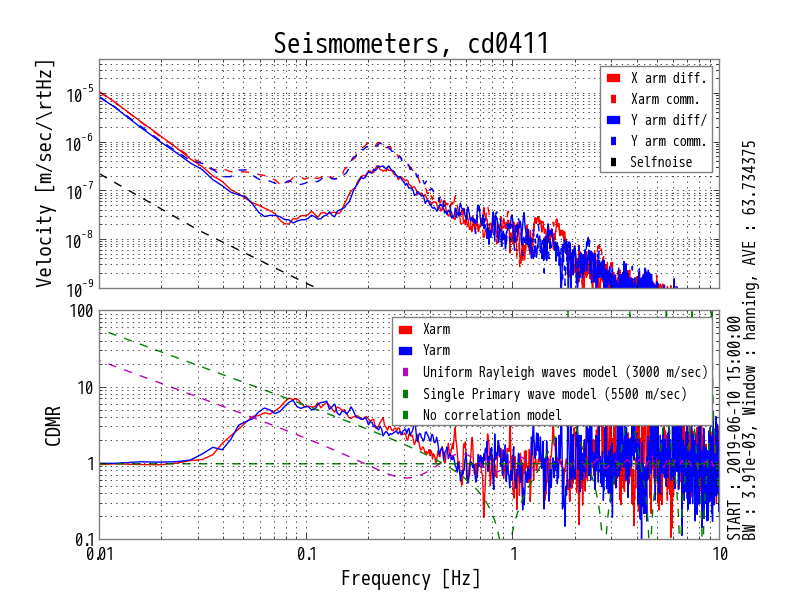 Seismometers, cd0411
Velocity [m/sec/\rtHz]
10^-5
10^-6
10^-7
10^-8
10^-9
X arm diff.
Xarm comm.
Y arm diff/
Y arm comm.
Selfnoise
CDMR
100
10
1
0.1
Xarm
Yarm
Uniform Rayleigh waves model (3000 m/sec)
Single Primary wave model (5500 m/sec)
No correlation model
0.01
0.1
1
10
Frequency [Hz]
START : 2019-06-10 15:00:00
BW : 3.91e-03, Window : hanning, AVE : 63.734375